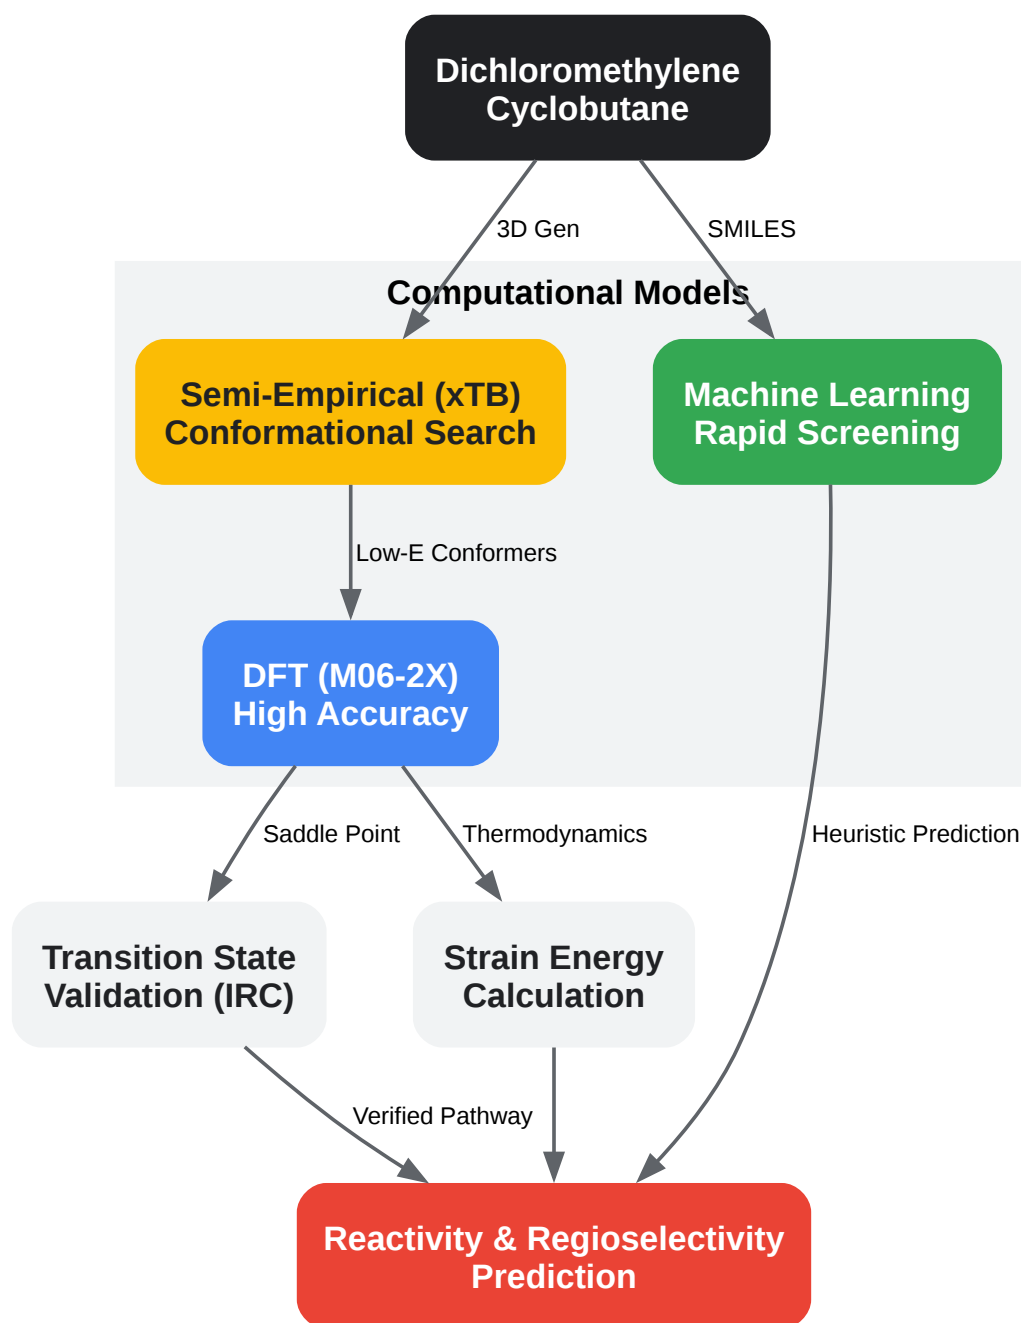 Dichloromethylene
Cyclobutane
3D Gen
SMILES
Computational Models
Semi-Empirical (xTB)
Conformational Search
Machine Learning
Rapid Screening
Low-E Conformers
DFT (M06-2X)
High Accuracy
Saddle Point
Thermodynamics
Heuristic Prediction
Transition State
Validation (IRC)
Strain Energy
Calculation
Verified Pathway
Reactivity & Regioselectivity
Prediction